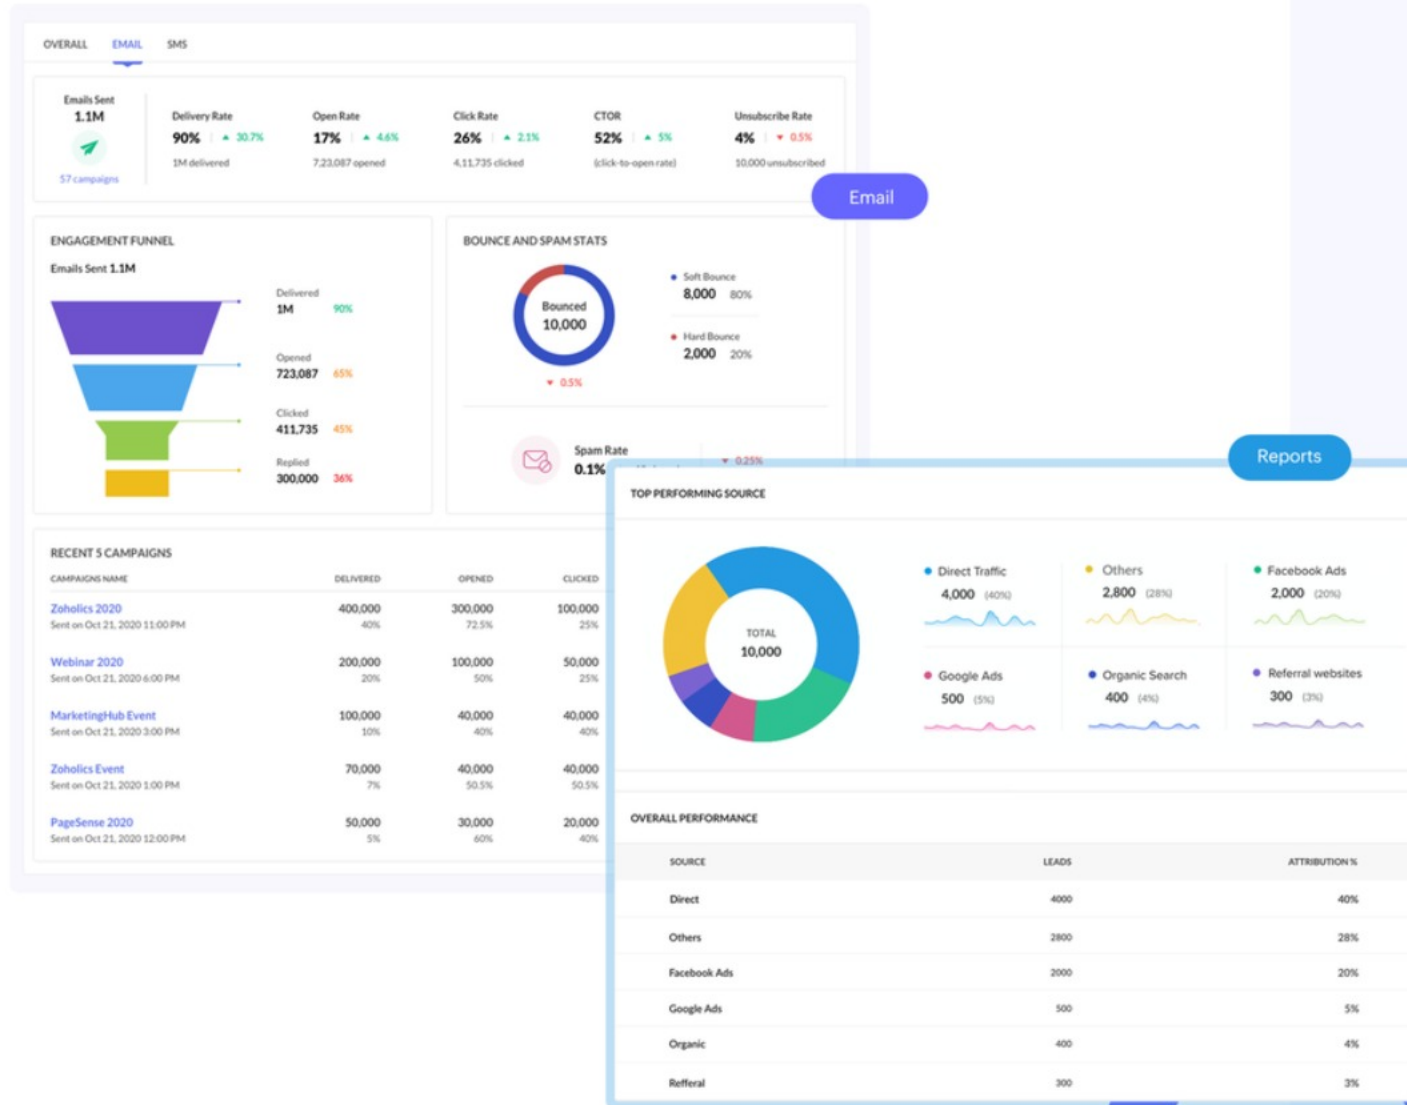 OVERALL EMAIL SMS
Emails Sent
1.1M
57 campaigns
Delivery Rate
90% 30.7%
1M delivered
Open Rate
17% 4.6%
7,23,087 opened
Click Rate
26% 2.1%
4,11,735 clicked
CTOR
52% 5%
(click-to-open rate)
Unsubscribe Rate
4% 0.5%
10,000 unsubscribed
Email
ENGAGEMENT FUNNEL
Emails Sent 1.1M
Delivered
1M 90%
Opened
723,087 65%
Clicked
411,735 45%
Replied
300,000 36%
BOUNCE AND SPAM STATS
Bounced
10,000
0.5%
Soft Bounce
8,000 80%
Hard Bounce
2,000 20%
Spam Rate
0.1% 0.25%
RECENT 5 CAMPAIGNS
CAMPAIGNS NAME DELIVERED OPENED CLICKED
Zoholics 2020 400,000 300,000 100,000
Sent on Oct 21, 2020 11:00 PM 40% 72.5% 25%
Webinar 2020 200,000 100,000 50,000
Sent on Oct 21, 2020 6:00 PM 20% 50% 25%
MarketingHub Event 100,000 40,000 40,000
Sent on Oct 21, 2020 3:00 PM 10% 40% 40%
Zoholics Event 70,000 40,000 40,000
Sent on Oct 21, 2020 1:00 PM 7% 50.5% 50.5%
PageSense 2020 50,000 30,000 20,000
Sent on Oct 21, 2020 12:00 PM 5% 60% 40%
Reports
TOP PERFORMING SOURCE
TOTAL
10,000
Direct Traffic
4,000 (40%)
Others
2,800 (28%)
Facebook Ads
2,000 (20%)
Google Ads
500 (5%)
Organic Search
400 (4%)
Referral websites
300 (3%)
OVERALL PERFORMANCE
SOURCE LEADS ATTRIBUTION %
Direct 4000 40%
Others 2800 28%
Facebook Ads 2000 20%
Google Ads 500 5%
Organic 400 4%
Refferal 300 3%